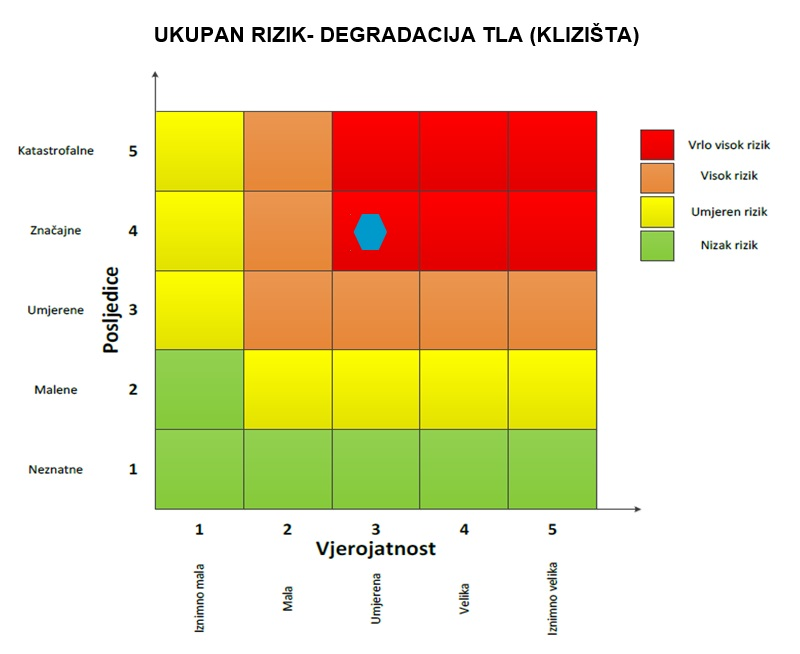 UKUPAN RIZIK- DEGRADACIJA TLA (KLIZIŠTA)
Katastrofalne 5
Značajne 4
Umjerene 3
Malene 2
Neznatne 1
Posljedice
1 2 3 4 5
Vjerojatnost
Iznimno mala
Mala
Umjerena
Velika
Iznimno velika
Vrlo visok rizik
Visok rizik
Umjeren rizik
Nizak rizik